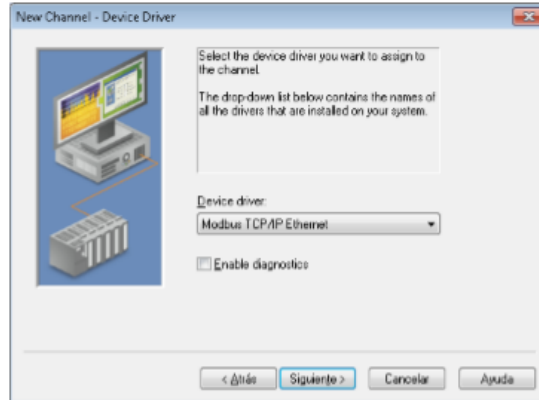 New Channel - Device Driver
Select the device driver you want to assign to
the channel.
The drop-down list below contains the names of
all the drivers that are installed on your system.
Device driver:
Modbus TCP/IP Ethernet
Enable diagnostics
< Atrás
Siguiente >
Cancelar
Ayuda